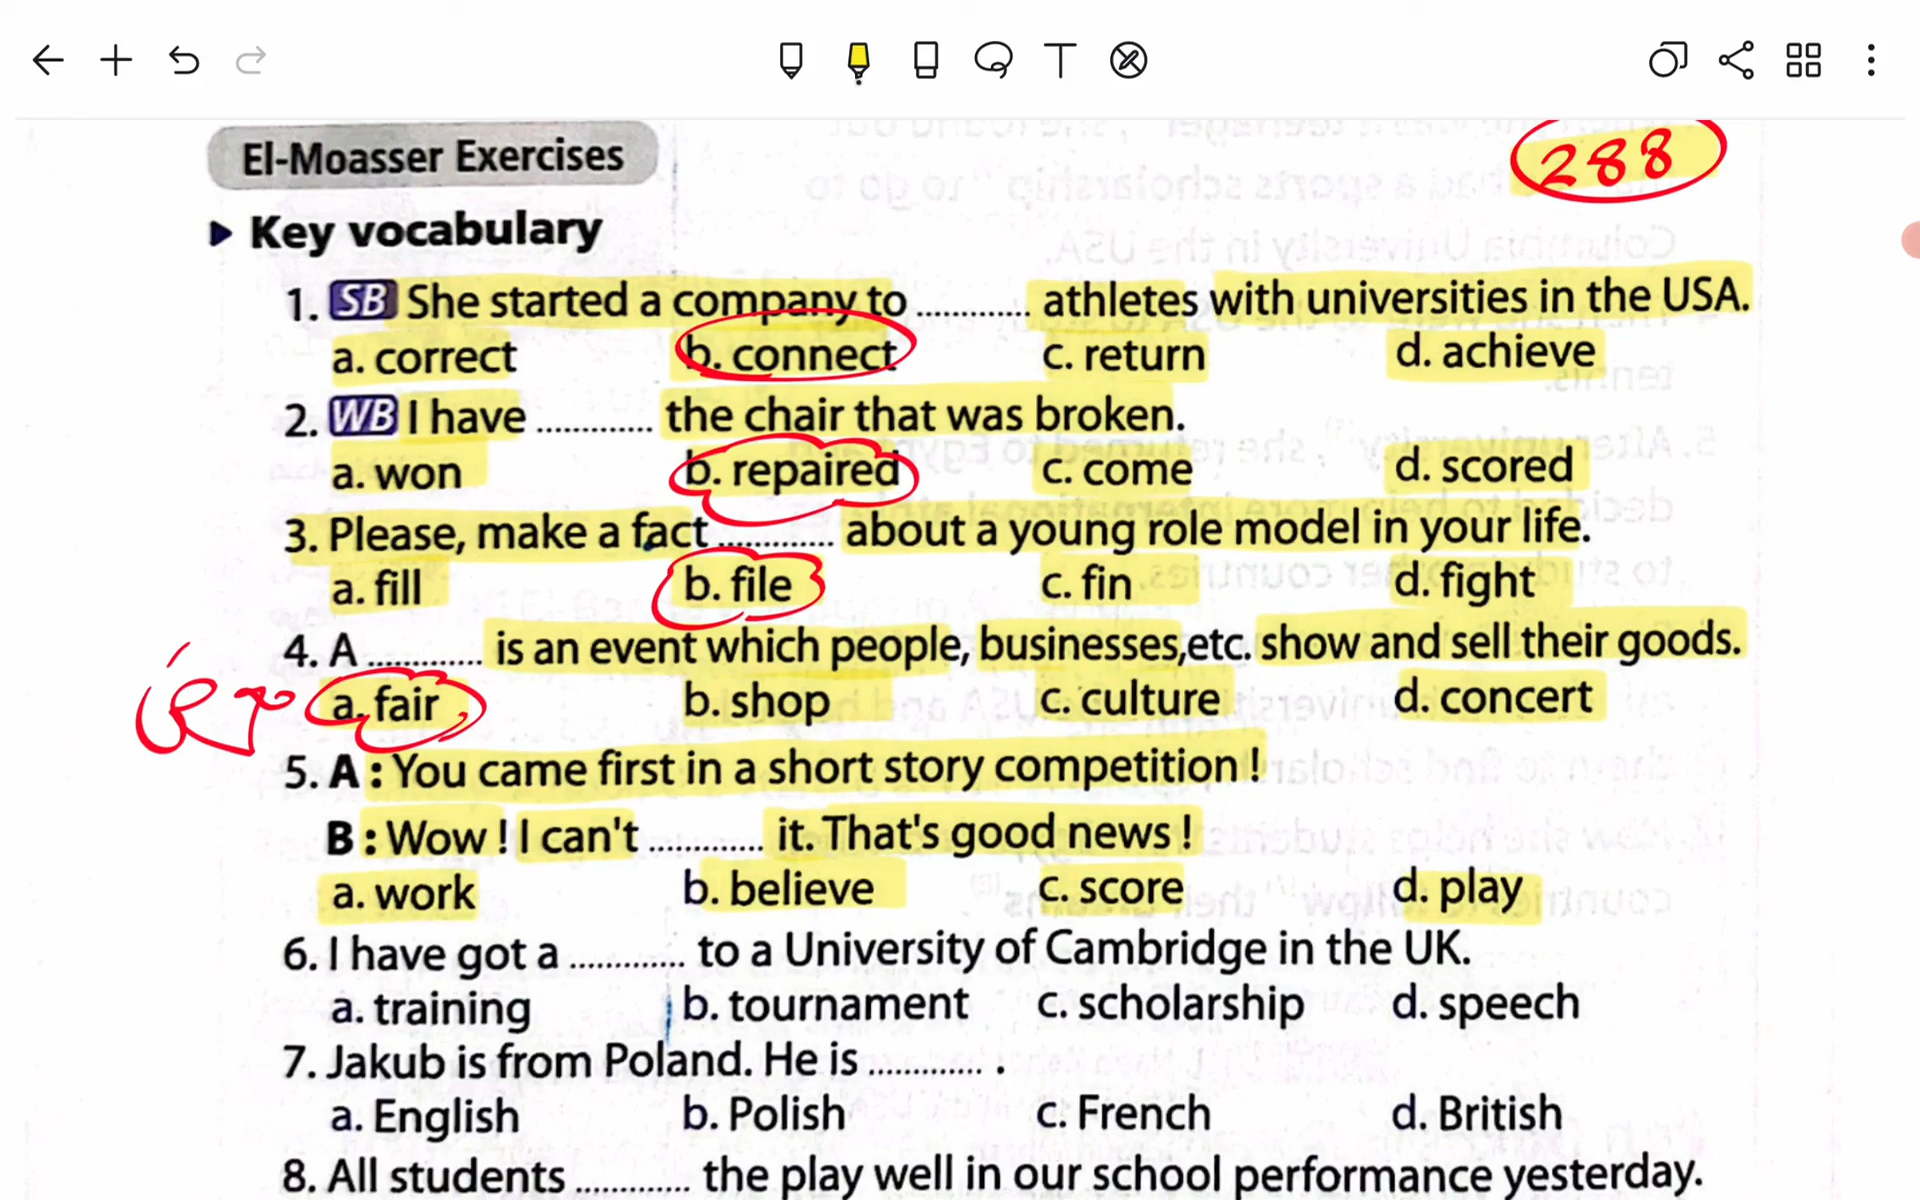 El-Moasser Exercises
288
Key vocabulary
1. SB She started a company to ............ athletes with universities in the USA.
a. correct b. connect c. return d. achieve
2. WB I have ............ the chair that was broken.
a. won b. repaired c. come d. scored
3. Please, make a fact ............ about a young role model in your life.
a. fill b. file c. fin d. fight
4. A ............ is an event which people, businesses,etc. show and sell their goods.
a. fair b. shop c. culture d. concert
5. A : You came first in a short story competition !
B : Wow ! I can't ............ it. That's good news !
a. work b. believe c. score d. play
6. I have got a ............ to a University of Cambridge in the UK.
a. training b. tournament c. scholarship d. speech
7. Jakub is from Poland. He is ............ .
a. English b. Polish c. French d. British
8. All students ............ the play well in our school performance yesterday.